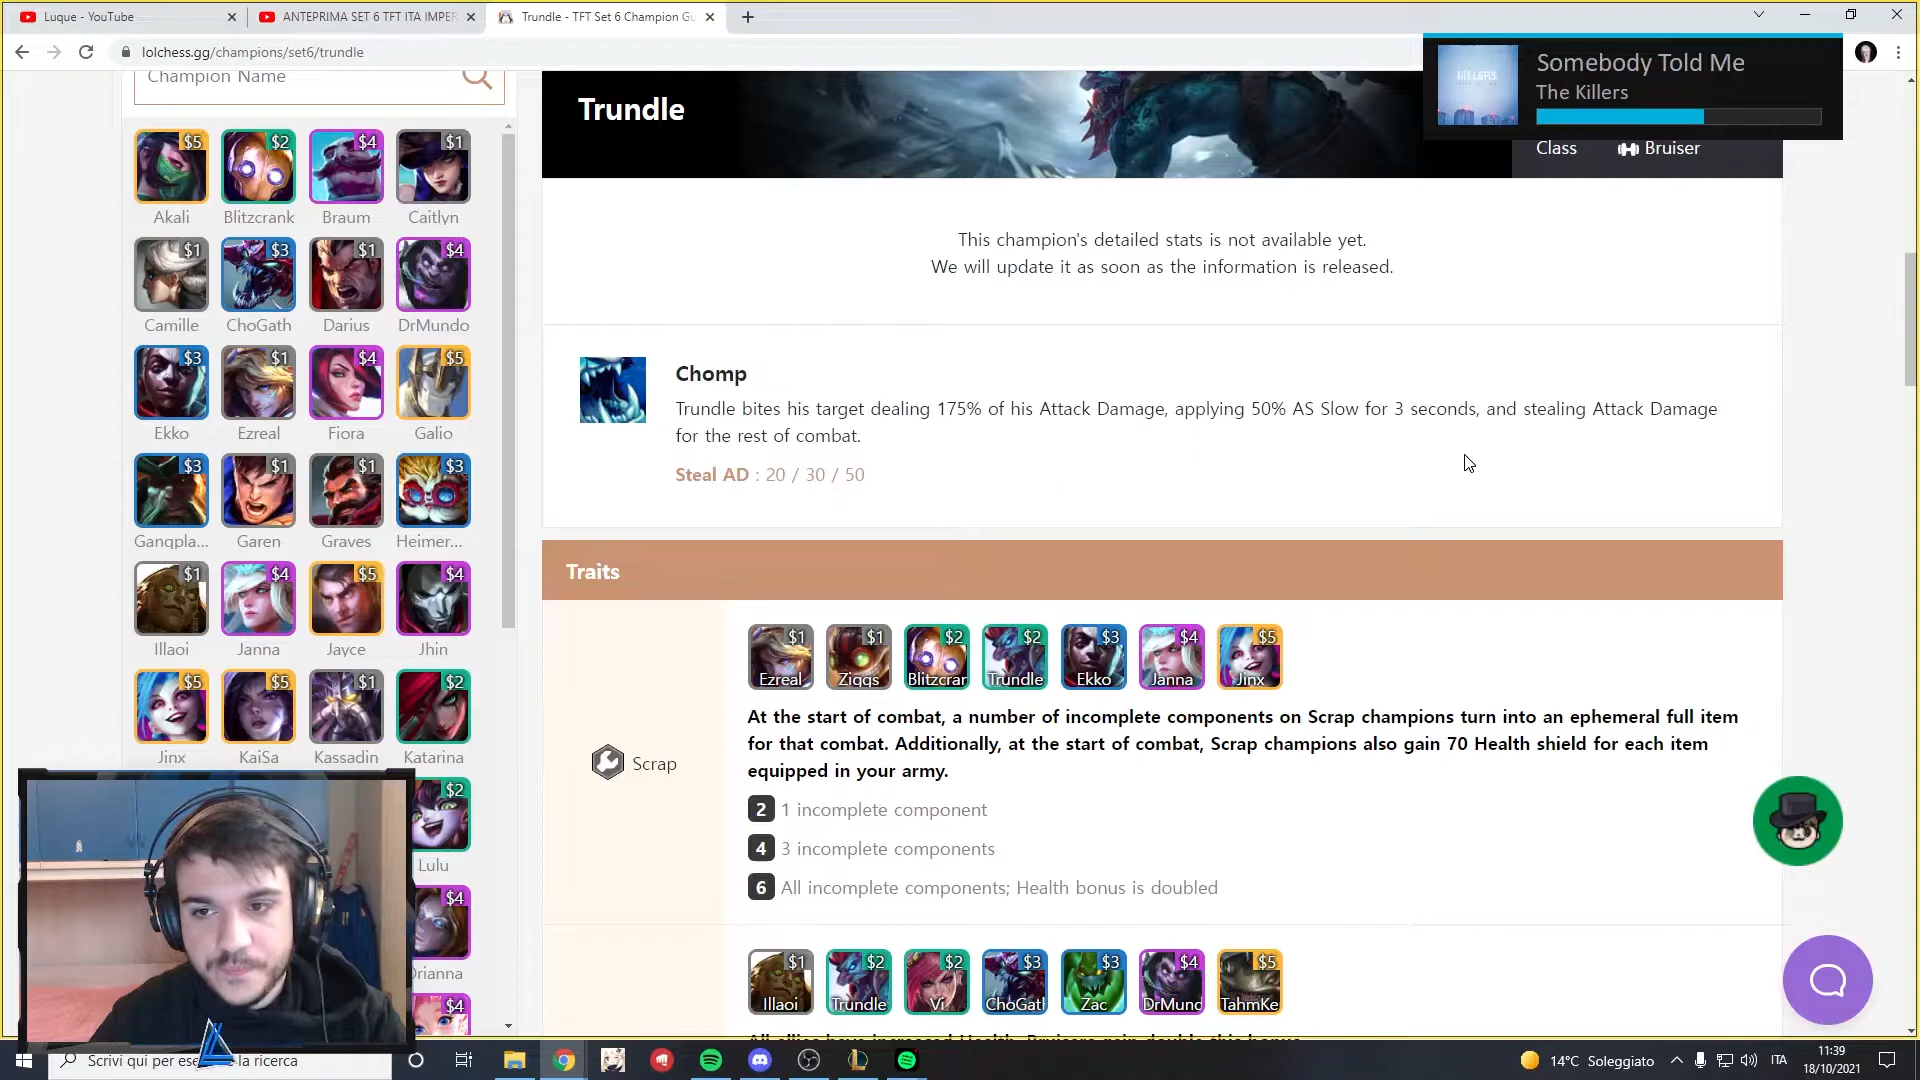 Luque - YouTube
ANTEPRIMA SET 6 TFT ITA IMPER
Trundle - TFT Set 6 Champion Gu
lolchess.gg/champions/set6/trundle
Somebody Told Me
The Killers
Champion Name
Trundle
Class
Bruiser
$5 $2 $4 $1
Akali Blitzcrank Braum Caitlyn
$1 $3 $1 $4
Camille ChoGath Darius DrMundo
$3 $1 $4 $5
Ekko Ezreal Fiora Galio
$3 $1 $1 $3
Gangpla... Garen Graves Heimer...
$1 $4 $5 $4
Illaoi Janna Jayce Jhin
$5 $5 $1 $2
Jinx KaiSa Kassadin Katarina
$2
Lulu
$4
Orianna
$4
This champion's detailed stats is not available yet.
We will update it as soon as the information is released.
Chomp
Trundle bites his target dealing 175% of his Attack Damage, applying 50% AS Slow for 3 seconds, and stealing Attack Damage
for the rest of combat.
Steal AD : 20 / 30 / 50
Traits
Scrap
$1 $1 $2 $2 $3 $4 $5
Ezreal Ziggs Blitzcrar Trundle Ekko Janna Jinx
At the start of combat, a number of incomplete components on Scrap champions turn into an ephemeral full item
for that combat. Additionally, at the start of combat, Scrap champions also gain 70 Health shield for each item
equipped in your army.
2 1 incomplete component
4 3 incomplete components
6 All incomplete components; Health bonus is doubled
$1 $2 $2 $3 $3 $4 $5
Illaoi Trundle Vi ChoGatl Zac DrMund TahmKe
All allies have increased Health. Bruisers gain double this bonus.
Scrivi qui per ese e la ricerca
14°C Soleggiato
ITA
11:39
18/10/2021